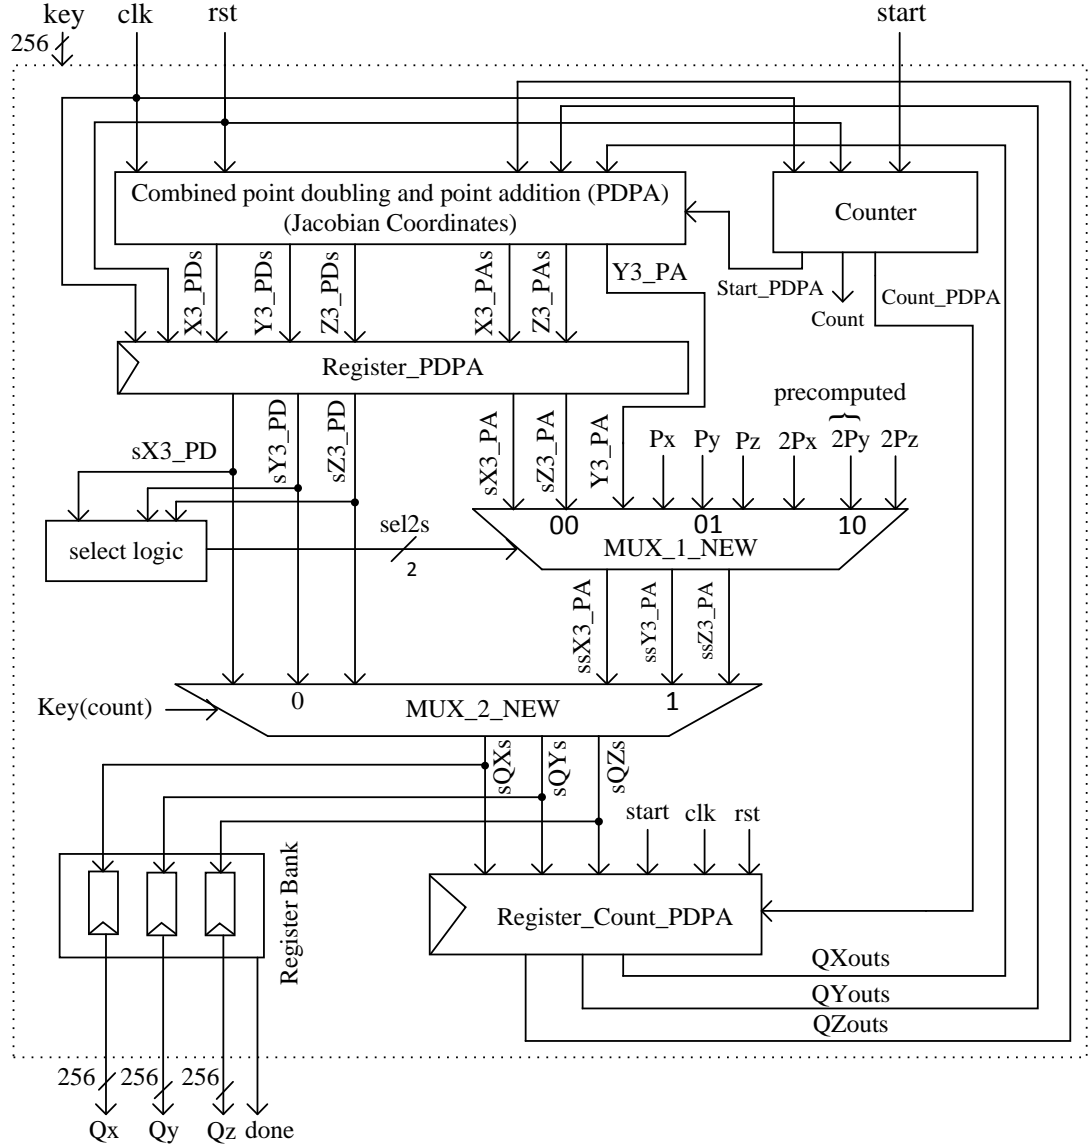 key clk rst start
256
Combined point doubling and point addition (PDPA)
(Jacobian Coordinates)
Counter
X3_PDs
Y3_PDs
Z3_PDs
X3_PAs
Z3_PAs
Y3_PA
Start_PDPA
Count
Count_PDPA
Register_PDPA
precomputed
sX3_PD
sY3_PD
sZ3_PD
sX3_PA
sZ3_PA
Y3_PA
Px Py Pz 2Px 2Py 2Pz
select logic
sel2s
2
00 01 10
MUX_1_NEW
ssX3_PA
ssY3_PA
ssZ3_PA
Key(count)
0 1
MUX_2_NEW
sQXs
sQYs
sQZs
start clk rst
Register Bank
Register_Count_PDPA
QXouts
QYouts
QZouts
256 256 256
Qx Qy Qz done